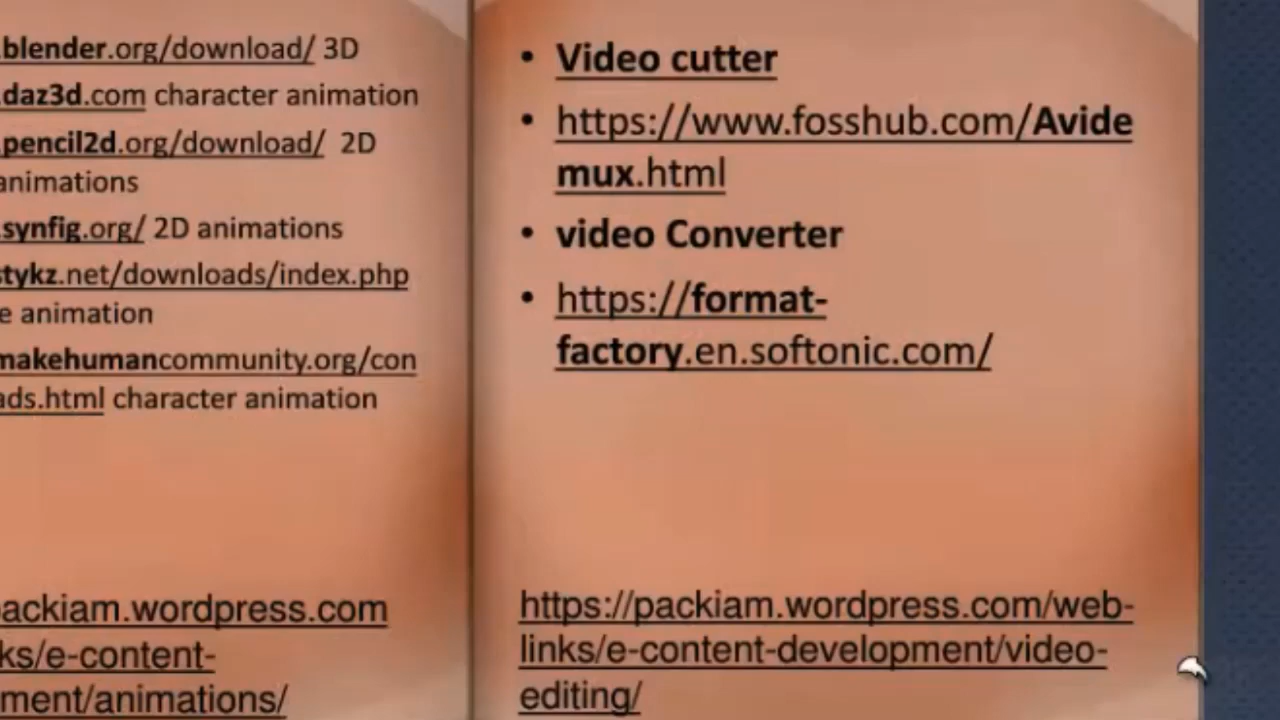 .blender.org/download/ 3D
.daz3d.com character animation
.pencil2d.org/download/ 2D
animations
.synfig.org/ 2D animations
stykz.net/downloads/index.php
e animation
makehumancommunity.org/con
ads.html character animation
packiam.wordpress.com
ks/e-content-
ment/animations/
• Video cutter
• https://www.fosshub.com/Avide
mux.html
• video Converter
• https://format-
factory.en.softonic.com/
https://packiam.wordpress.com/web-
links/e-content-development/video-
editing/